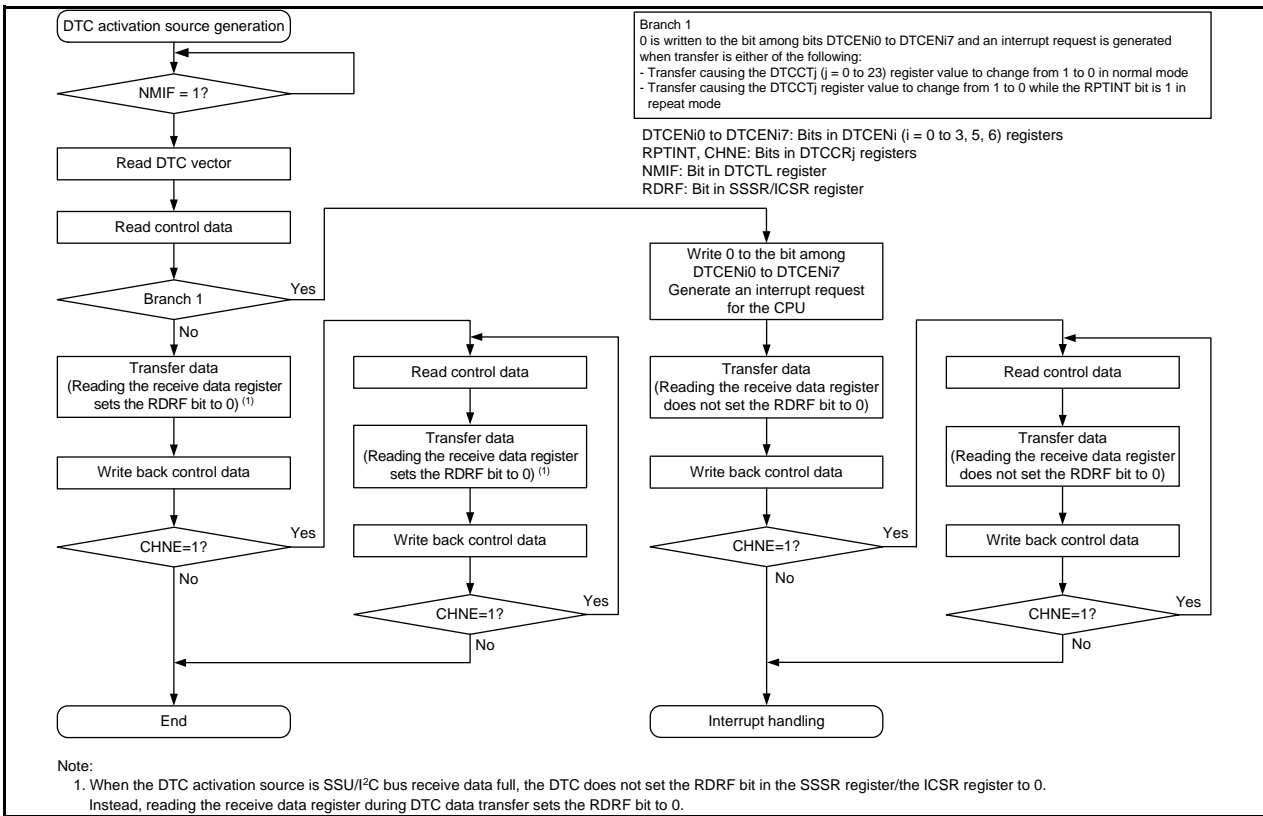 DTC activation source generation
NMIF = 1?
Read DTC vector
Read control data
Branch 1
Yes
No
Transfer data
(Reading the receive data register
sets the RDRF bit to 0) (1)
Write back control data
CHNE=1?
Yes
No
End
Read control data
Transfer data
(Reading the receive data register
sets the RDRF bit to 0) (1)
Write back control data
CHNE=1?
Yes
No
Branch 1
0 is written to the bit among bits DTCENi0 to DTCENi7 and an interrupt request is generated
when transfer is either of the following:
- Transfer causing the DTCCTj (j = 0 to 23) register value to change from 1 to 0 in normal mode
- Transfer causing the DTCCTj register value to change from 1 to 0 while the RPTINT bit is 1 in
repeat mode
DTCENi0 to DTCENi7: Bits in DTCENi (i = 0 to 3, 5, 6) registers
RPTINT, CHNE: Bits in DTCCRj registers
NMIF: Bit in DTCTL register
RDRF: Bit in SSSR/ICSR register
Write 0 to the bit among
DTCENi0 to DTCENi7
Generate an interrupt request
for the CPU
Transfer data
(Reading the receive data register
does not set the RDRF bit to 0)
Write back control data
CHNE=1?
Yes
No
Interrupt handling
Read control data
Transfer data
(Reading the receive data register
does not set the RDRF bit to 0)
Write back control data
CHNE=1?
Yes
No
Note:
1. When the DTC activation source is SSU/I²C bus receive data full, the DTC does not set the RDRF bit in the SSSR register/the ICSR register to 0.
Instead, reading the receive data register during DTC data transfer sets the RDRF bit to 0.